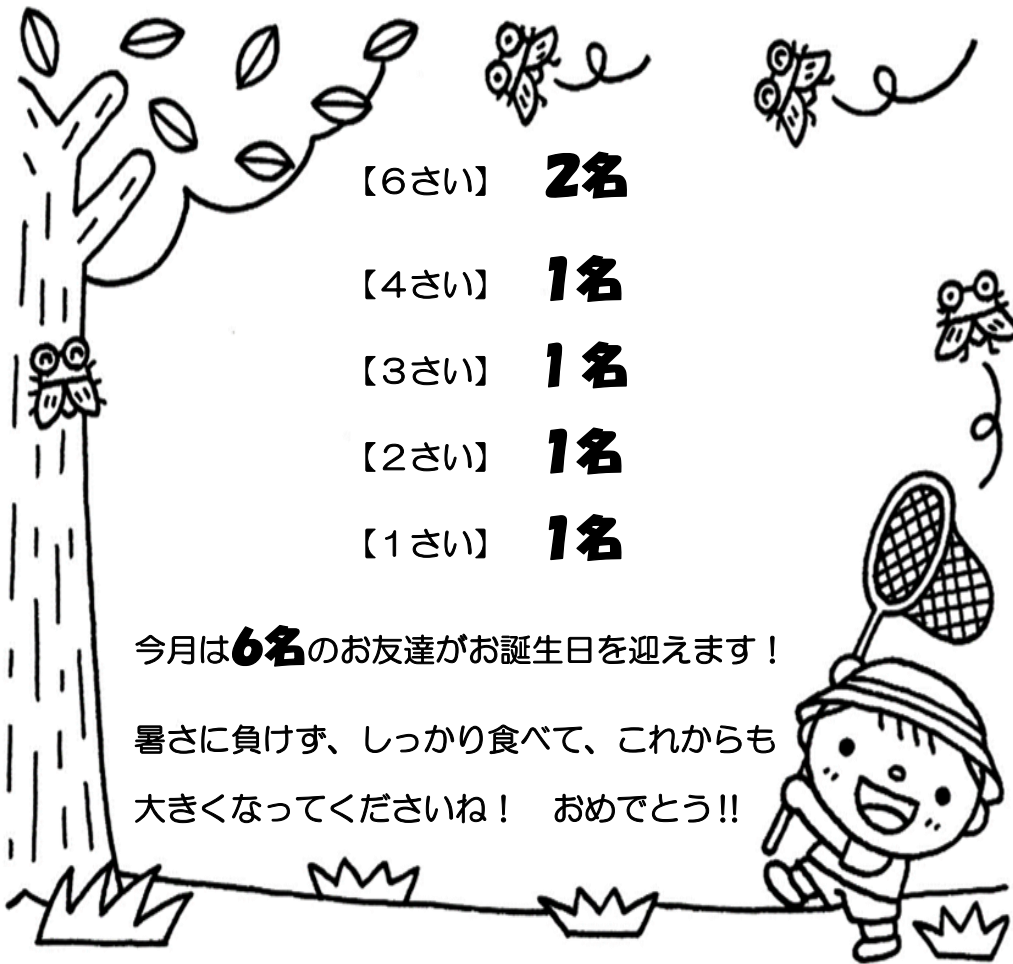 【6さい】 2名
【4さい】 1名
【3さい】 1名
【2さい】 1名
【1さい】 1名
今月は6名のお友達がお誕生日を迎えます！
暑さに負けず、しっかり食べて、これからも
大きくなってくださいね！ おめでとう!!